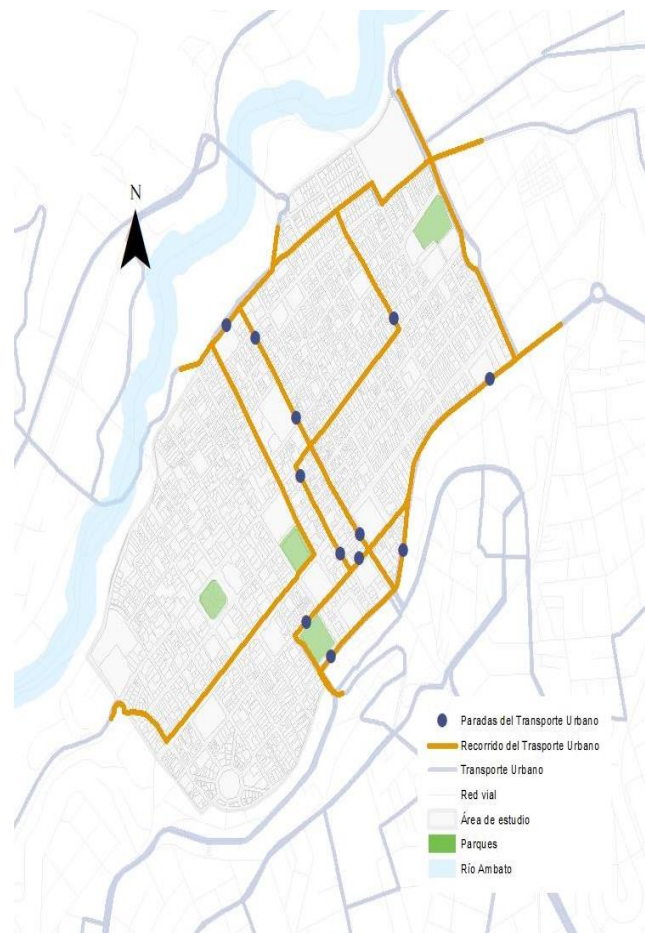 N
Paradas del Transporte Urbano
Recorrido del Trasporte Urbano
Transporte Urbano
Red vial
Área de estudio
Parques
Río Ambato